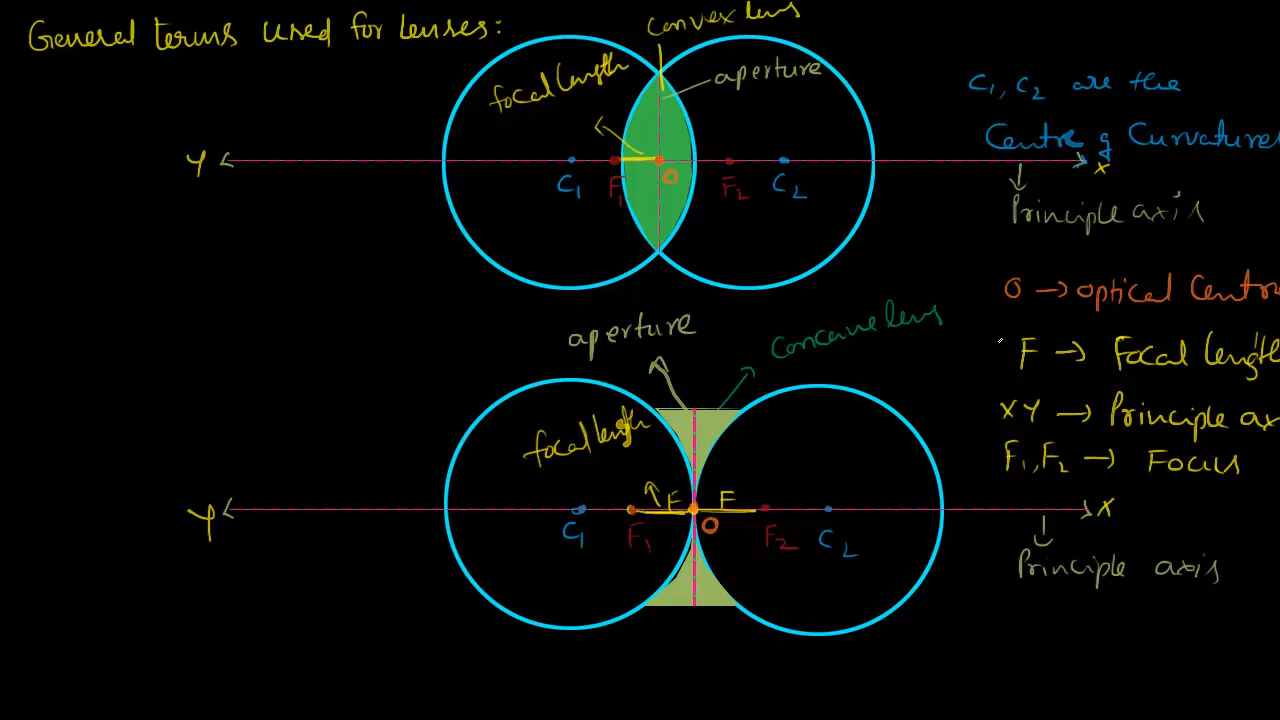 General terms used for lenses:
convex lens
focal length
aperture
C1, C2 are the
Centre of Curvatures
Y
C1
F1
O
F2
C2
X
Principle axis
O → optical Centre
aperture
concave lens
F → Focal length
XY → Principle ax
F1, F2 → Focus
focal length
F
F
Y
C1
F1
O
F2
C2
X
Principle axis